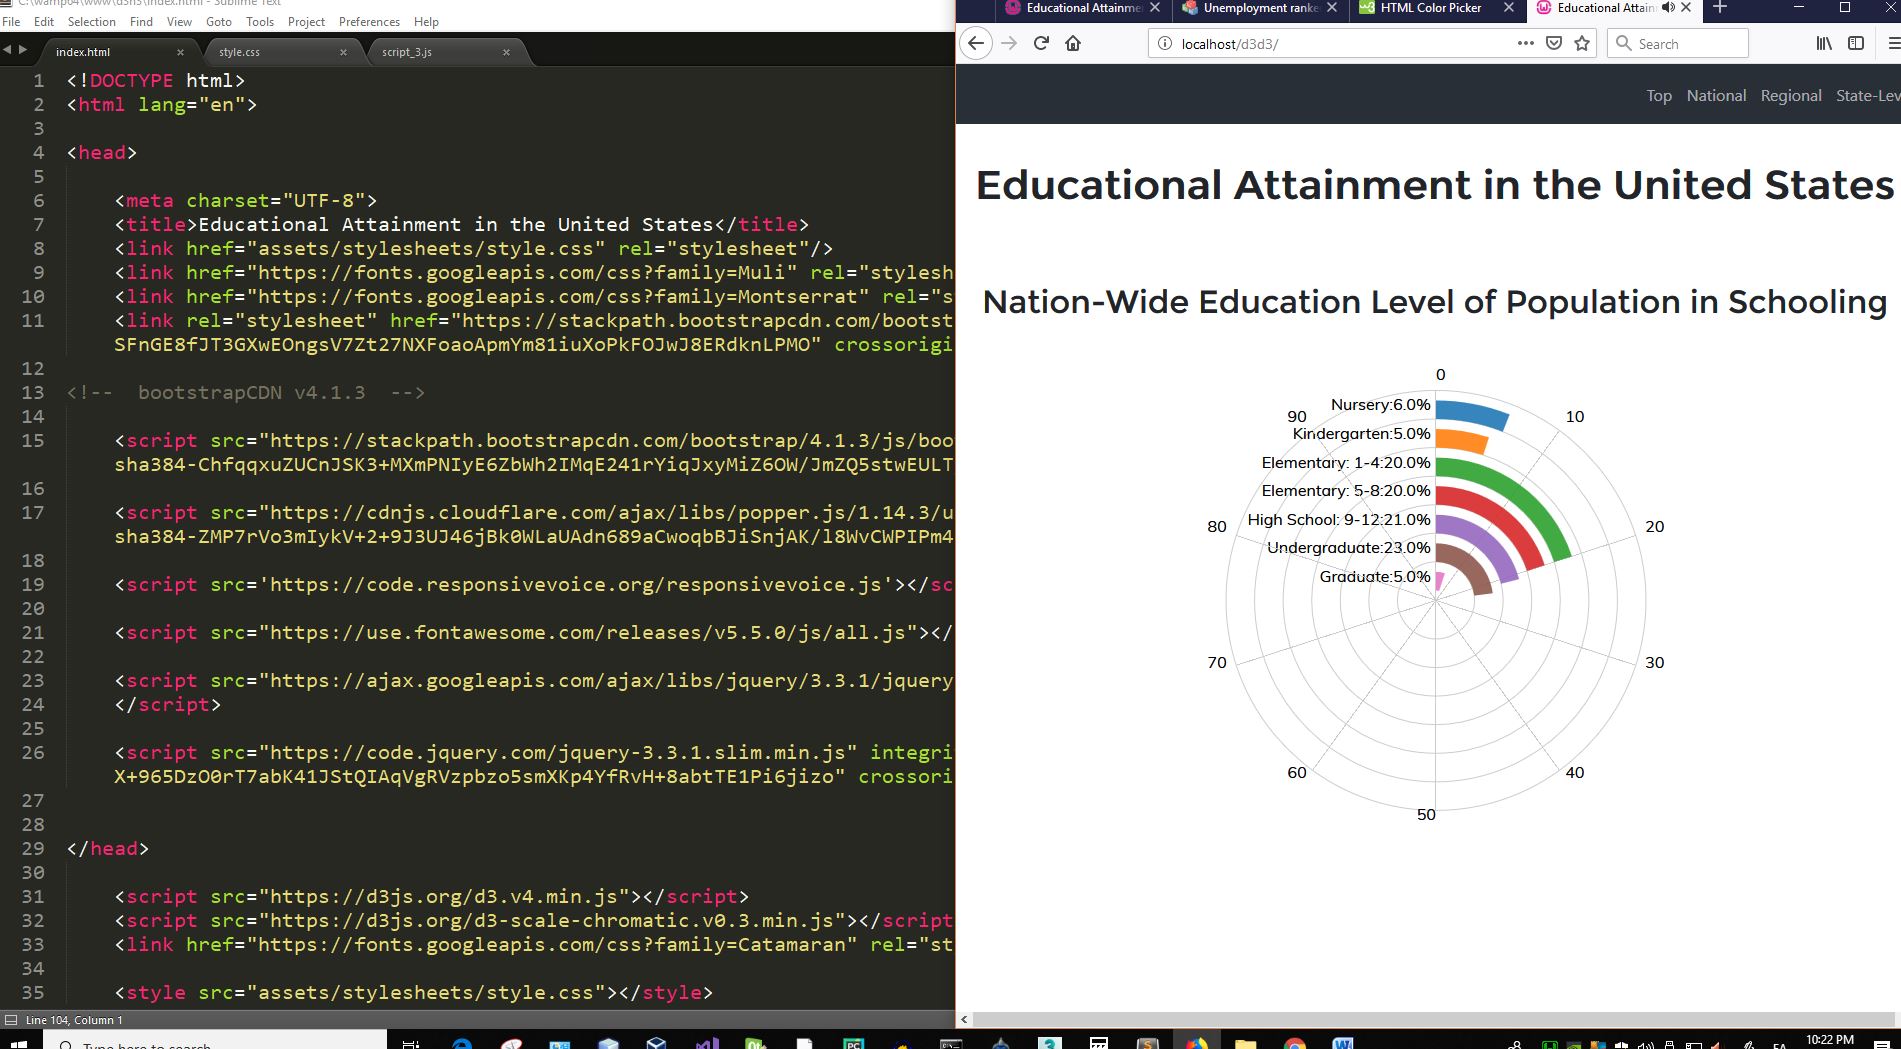 C:\wamp64\www\d3n3\index.html - Sublime Text
File Edit Selection Find View Goto Tools Project Preferences Help
index.html × style.css × script_3.js ×
1 <!DOCTYPE html>
2 <html lang="en">
3
4 <head>
5
6 <meta charset="UTF-8">
7 <title>Educational Attainment in the United States</title>
8 <link href="assets/stylesheets/style.css" rel="stylesheet"/>
9 <link href="https://fonts.googleapis.com/css?family=Muli" rel="stylesh
10 <link href="https://fonts.googleapis.com/css?family=Montserrat" rel="s
11 <link rel="stylesheet" href="https://stackpath.bootstrapcdn.com/bootst
SFnGE8fJT3GXwEOngsV7Zt27NXFoaoApmYm81iuXoPkFOJwJ8ERdknLPMO" crossorigi
12
13 <!-- bootstrapCDN v4.1.3 -->
14
15 <script src="https://stackpath.bootstrapcdn.com/bootstrap/4.1.3/js/boo
sha384-ChfqqxuZUCnJSK3+MXmPNIyE6ZbWh2IMqE241rYiqJxyMiZ6OW/JmZQ5stwEULT
16
17 <script src="https://cdnjs.cloudflare.com/ajax/libs/popper.js/1.14.3/u
sha384-ZMP7rVo3mIykV+2+9J3UJ46jBk0WLaUAdn689aCwoqbBJiSnjAK/l8WvCWPIPm4
18
19 <script src='https://code.responsivevoice.org/responsivevoice.js'></sc
20
21 <script src="https://use.fontawesome.com/releases/v5.5.0/js/all.js"></
22
23 <script src="https://ajax.googleapis.com/ajax/libs/jquery/3.3.1/jquery
24 </script>
25
26 <script src="https://code.jquery.com/jquery-3.3.1.slim.min.js" integri
X+965DzO0rT7abK41JStQIAqVgRVzpbzo5smXKp4YfRvH+8abtTE1Pi6jizo" crossori
27
28
29 </head>
30
31 <script src="https://d3js.org/d3.v4.min.js"></script>
32 <script src="https://d3js.org/d3-scale-chromatic.v0.3.min.js"></script
33 <link href="https://fonts.googleapis.com/css?family=Catamaran" rel="st
34
35 <style src="assets/stylesheets/style.css"></style>
Line 104, Column 1
Educational Attainme Unemployment ranke HTML Color Picker Educational Attain
localhost/d3d3/ Search
Top National Regional State-Lev
Educational Attainment in the United States
Nation-Wide Education Level of Population in Schooling
0
10
20
30
40
50
60
70
80
90
Nursery:6.0%
Kindergarten:5.0%
Elementary: 1-4:20.0%
Elementary: 5-8:20.0%
High School: 9-12:21.0%
Undergraduate:23.0%
Graduate:5.0%
Type here to search
10:22 PM